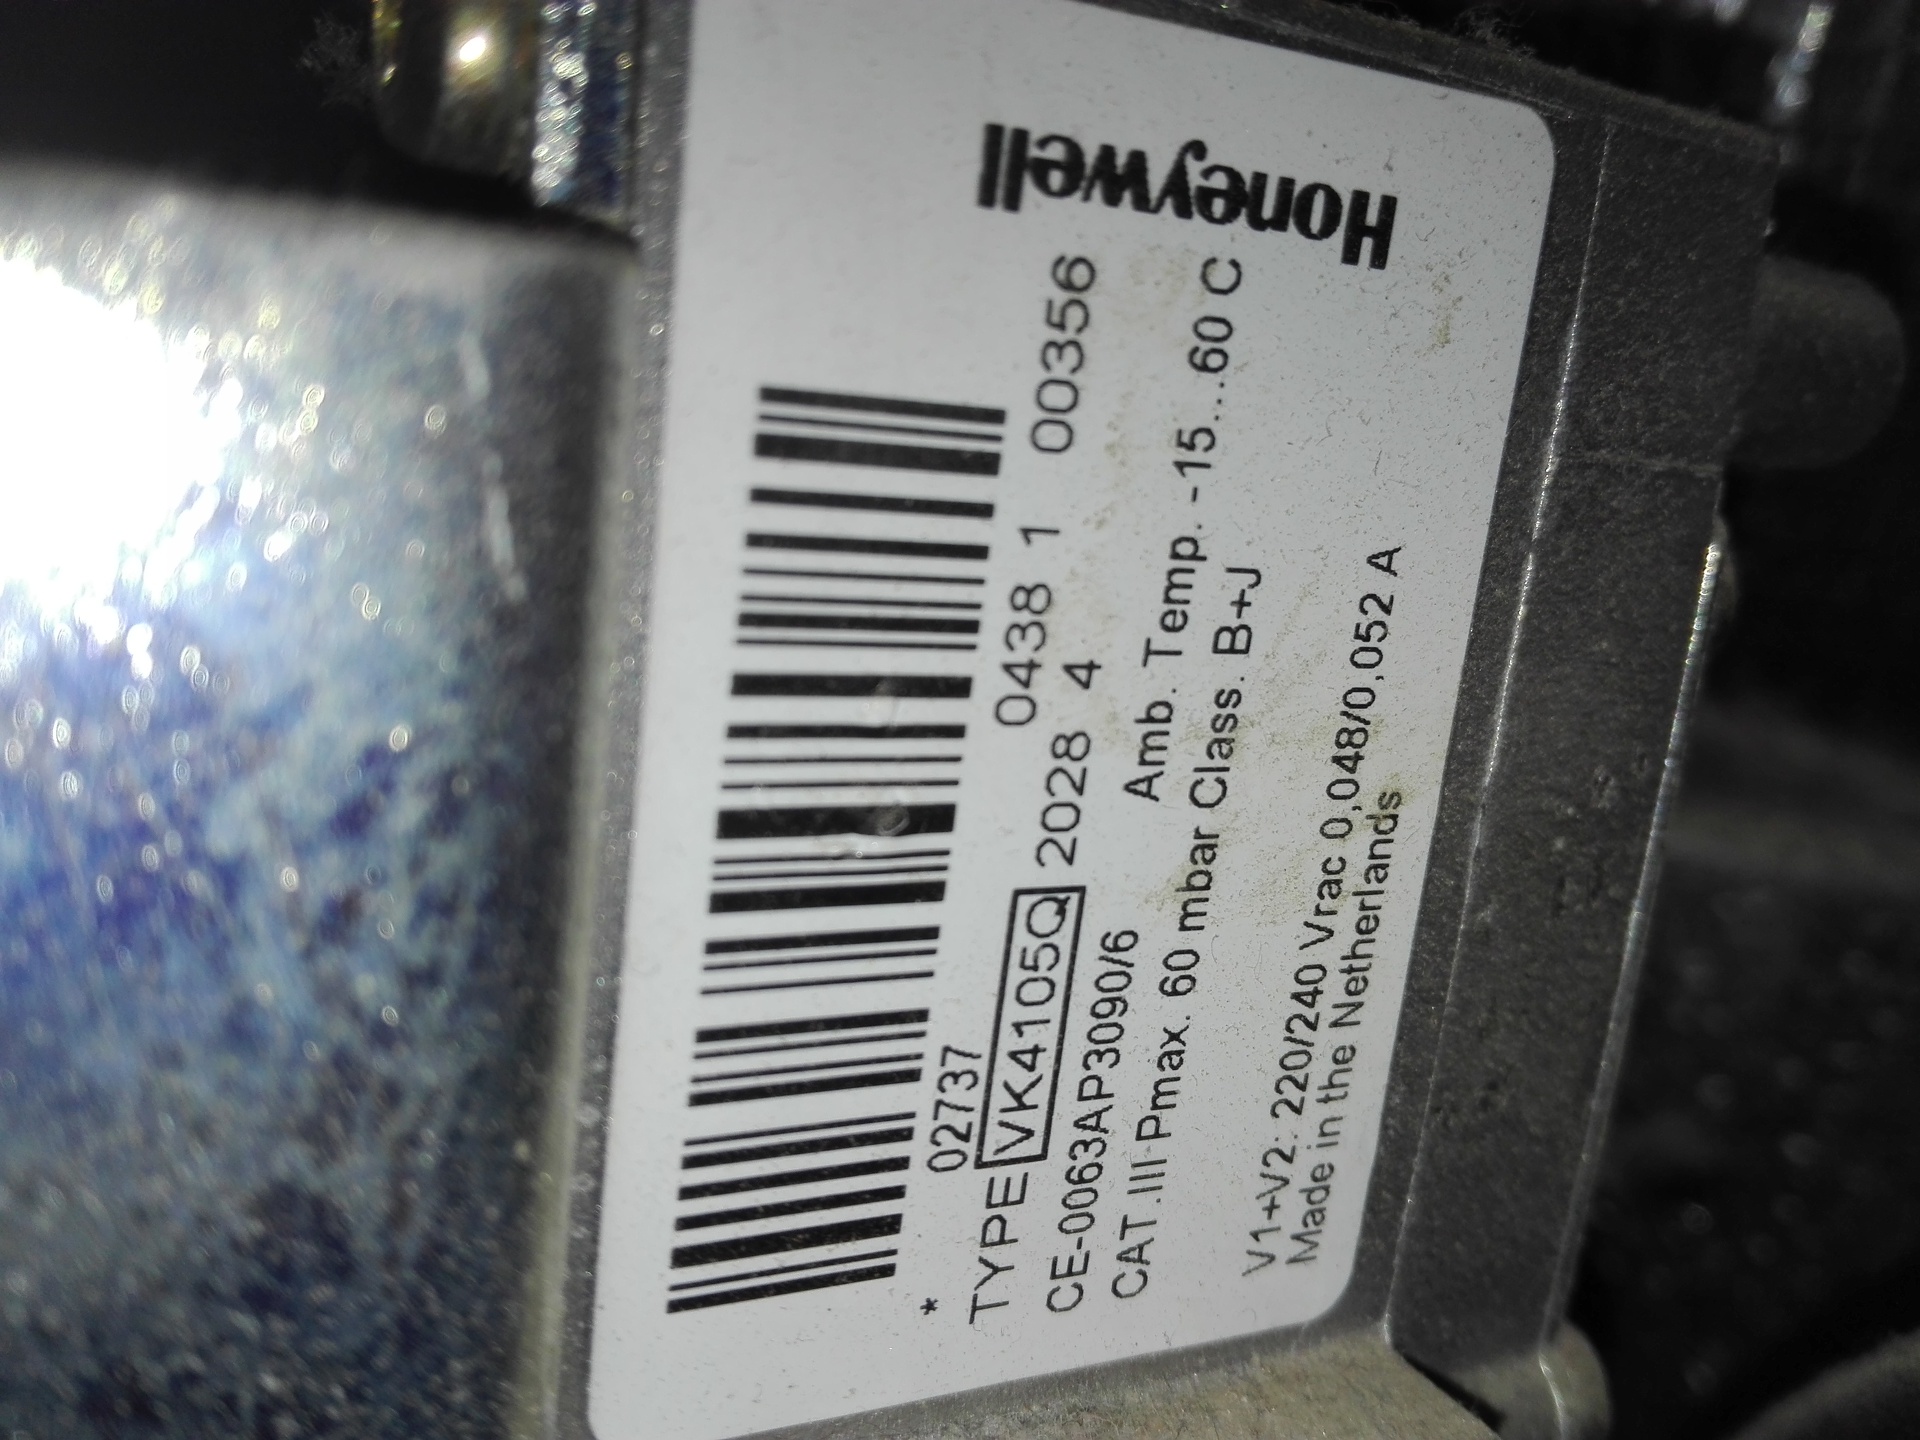 Honeywell
* 02737 0438 1 00356
TYPE VK4105Q 2028 4
CE-0063AP3090/6
Amb. Temp. -15...60 C
CAT.III Pmax. 60 mbar Class. B+J
V1+V2: 220/240 Vrac 0,048/0,052 A
Made in the Netherlands